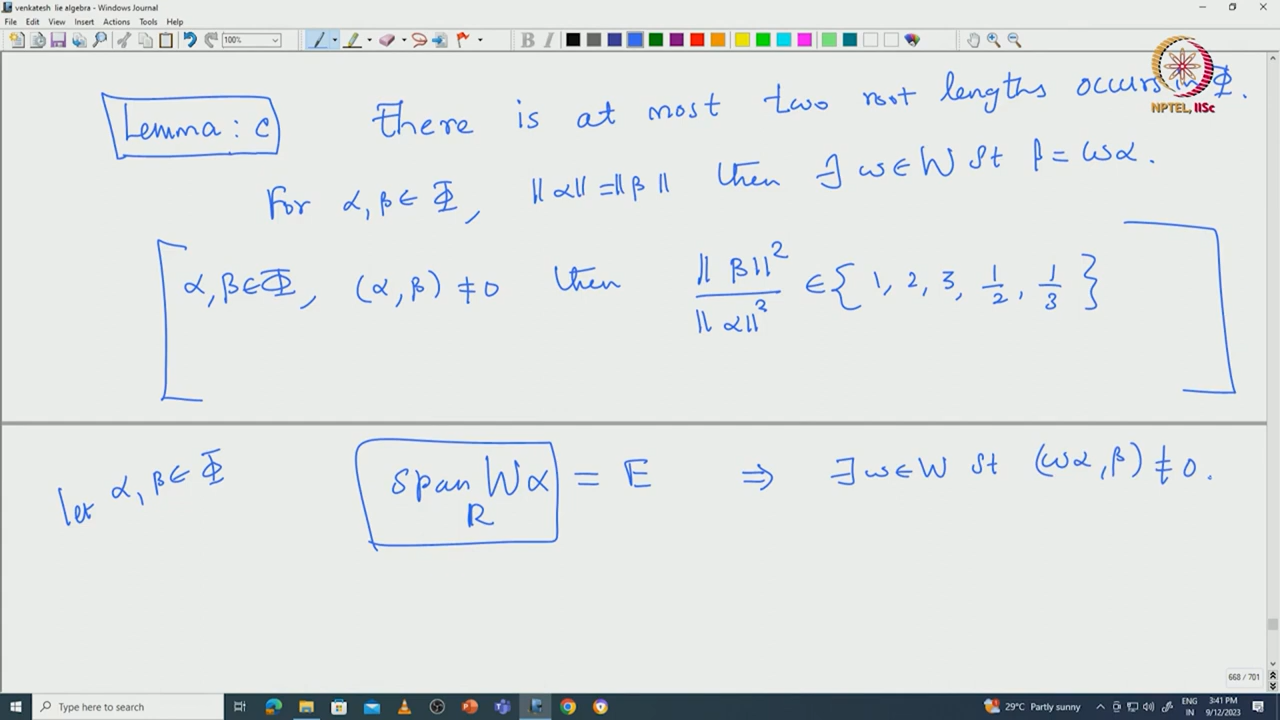 venkatesh lie algebra - Windows Journal
File Edit View Insert Actions Tools Help
100%
B I
NPTEL, IISc
Lemma : C There is at most two root lengths occurs in Φ.
For α, β ∈ Φ, ||α|| = ||β|| then ∃ w ∈ W St β = wα.
α, β ∈ Φ, (α, β) ≠ 0 then ||β||² / ||α||² ∈ { 1, 2, 3, 1/2, 1/3 }
let α, β ∈ Φ span_R Wα = E ⇒ ∃ w ∈ W St (wα, β) ≠ 0.
668 / 701
Type here to search
29°C Partly sunny
ENG
IN
3:41 PM
9/12/2023